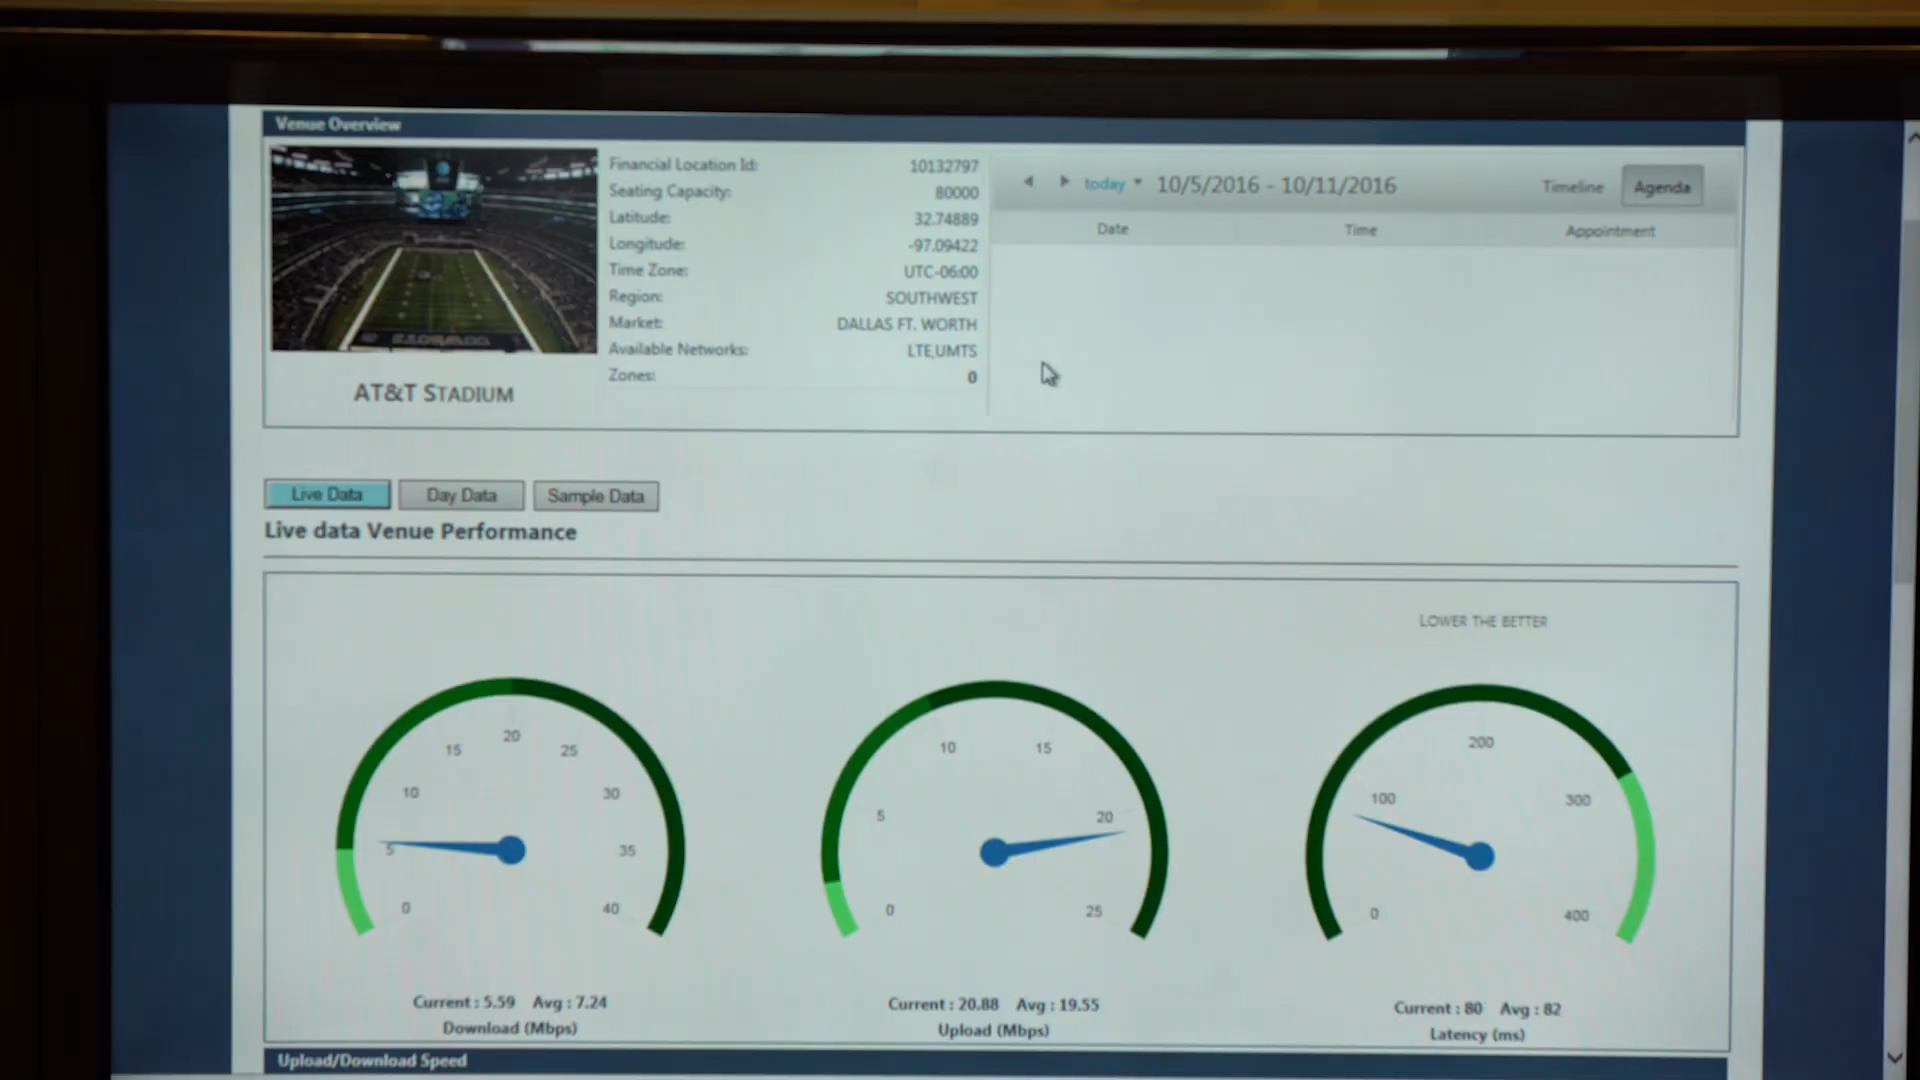 Venue Overview
AT&T STADIUM
Financial Location Id: 10132797
Seating Capacity: 80000
Latitude: 32.74889
Longitude: -97.09422
Time Zone: UTC-06:00
Region: SOUTHWEST
Market: DALLAS FT. WORTH
Available Networks: LTE,UMTS
Zones: 0
today 10/5/2016 - 10/11/2016 Timeline Agenda
Date Time Appointment
Live Data Day Data Sample Data
Live data Venue Performance
0 5 10 15 20 25 30 35 40
Current : 5.59 Avg : 7.24
Download (Mbps)
0 5 10 15 20 25
Current : 20.88 Avg : 19.55
Upload (Mbps)
LOWER THE BETTER
0 100 200 300 400
Current : 80 Avg : 82
Latency (ms)
Upload/Download Speed